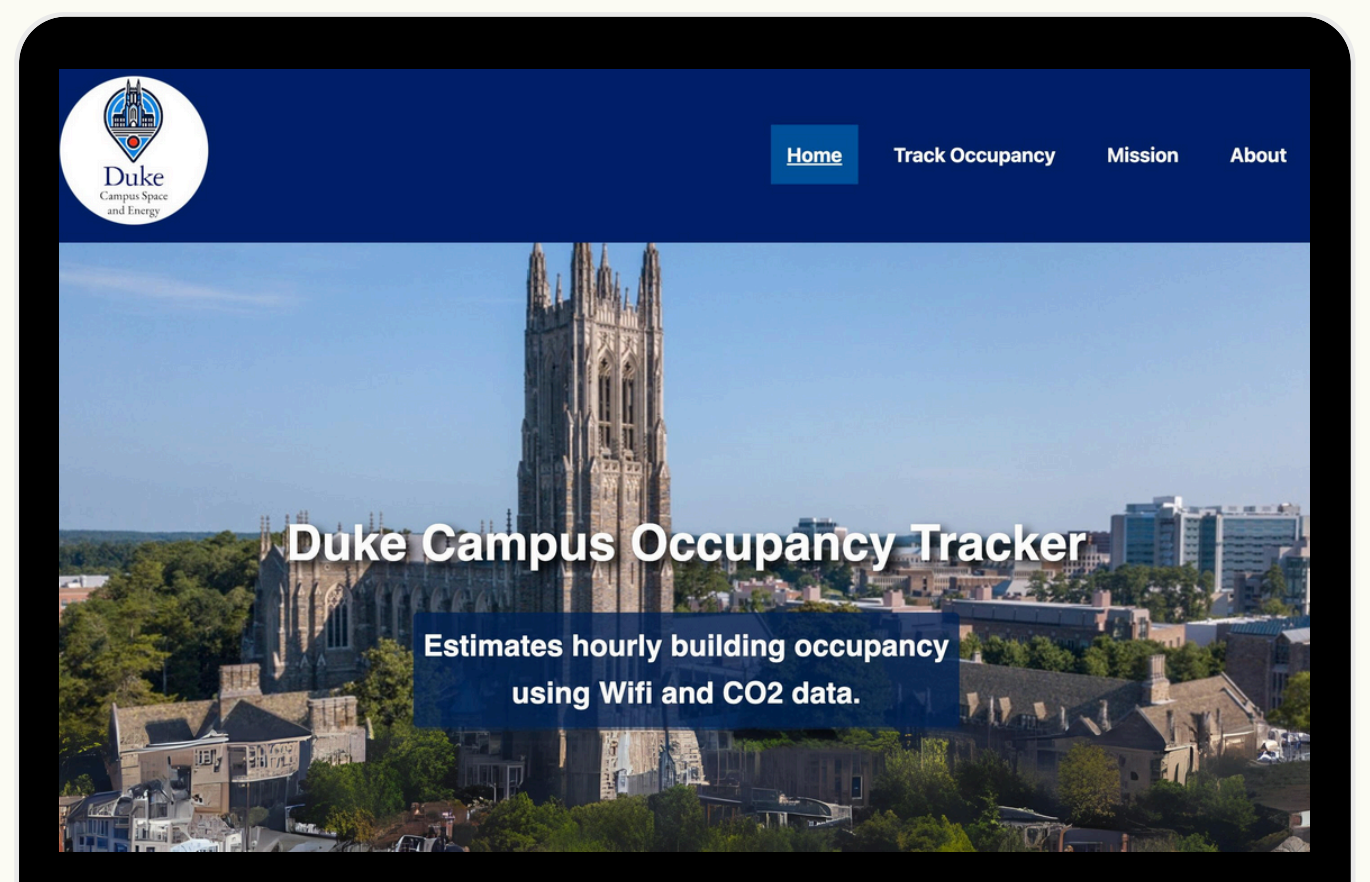 Duke
Campus Space
and Energy
Home Track Occupancy Mission About
Duke Campus Occupancy Tracker
Estimates hourly building occupancy
using Wifi and CO2 data.